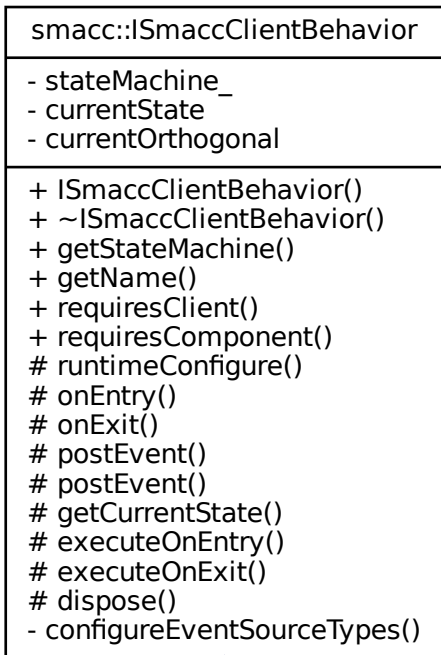 smacc::ISmaccClientBehavior
- stateMachine_
- currentState
- currentOrthogonal
+ ISmaccClientBehavior()
+ ~ISmaccClientBehavior()
+ getStateMachine()
+ getName()
+ requiresClient()
+ requiresComponent()
# runtimeConfigure()
# onEntry()
# onExit()
# postEvent()
# postEvent()
# getCurrentState()
# executeOnEntry()
# executeOnExit()
# dispose()
- configureEventSourceTypes()